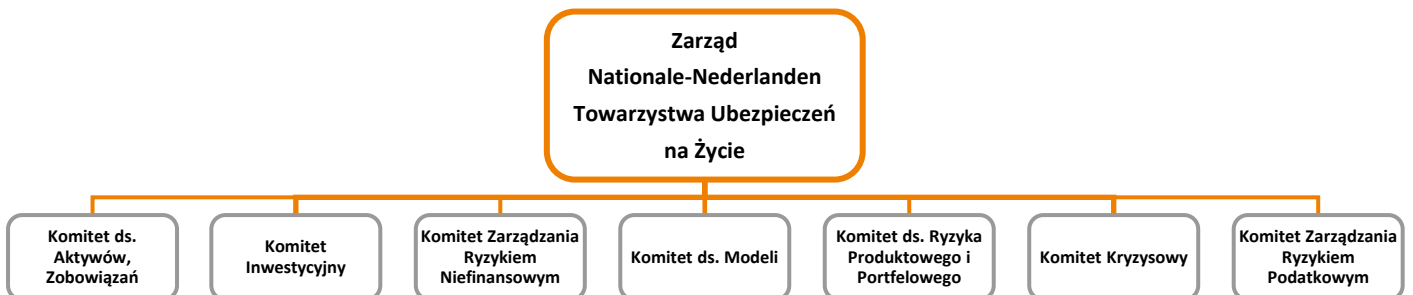 Zarząd
Nationale-Nederlanden
Towarzystwa Ubezpieczeń
na Życie
Komitet ds.
Aktywów,
Zobowiązań
Komitet
Inwestycyjny
Komitet Zarządzania
Ryzykiem
Niefinansowym
Komitet ds. Modeli
Komitet ds. Ryzyka
Produktowego i
Portfelowego
Komitet Kryzysowy
Komitet Zarządzania
Ryzykiem
Podatkowym